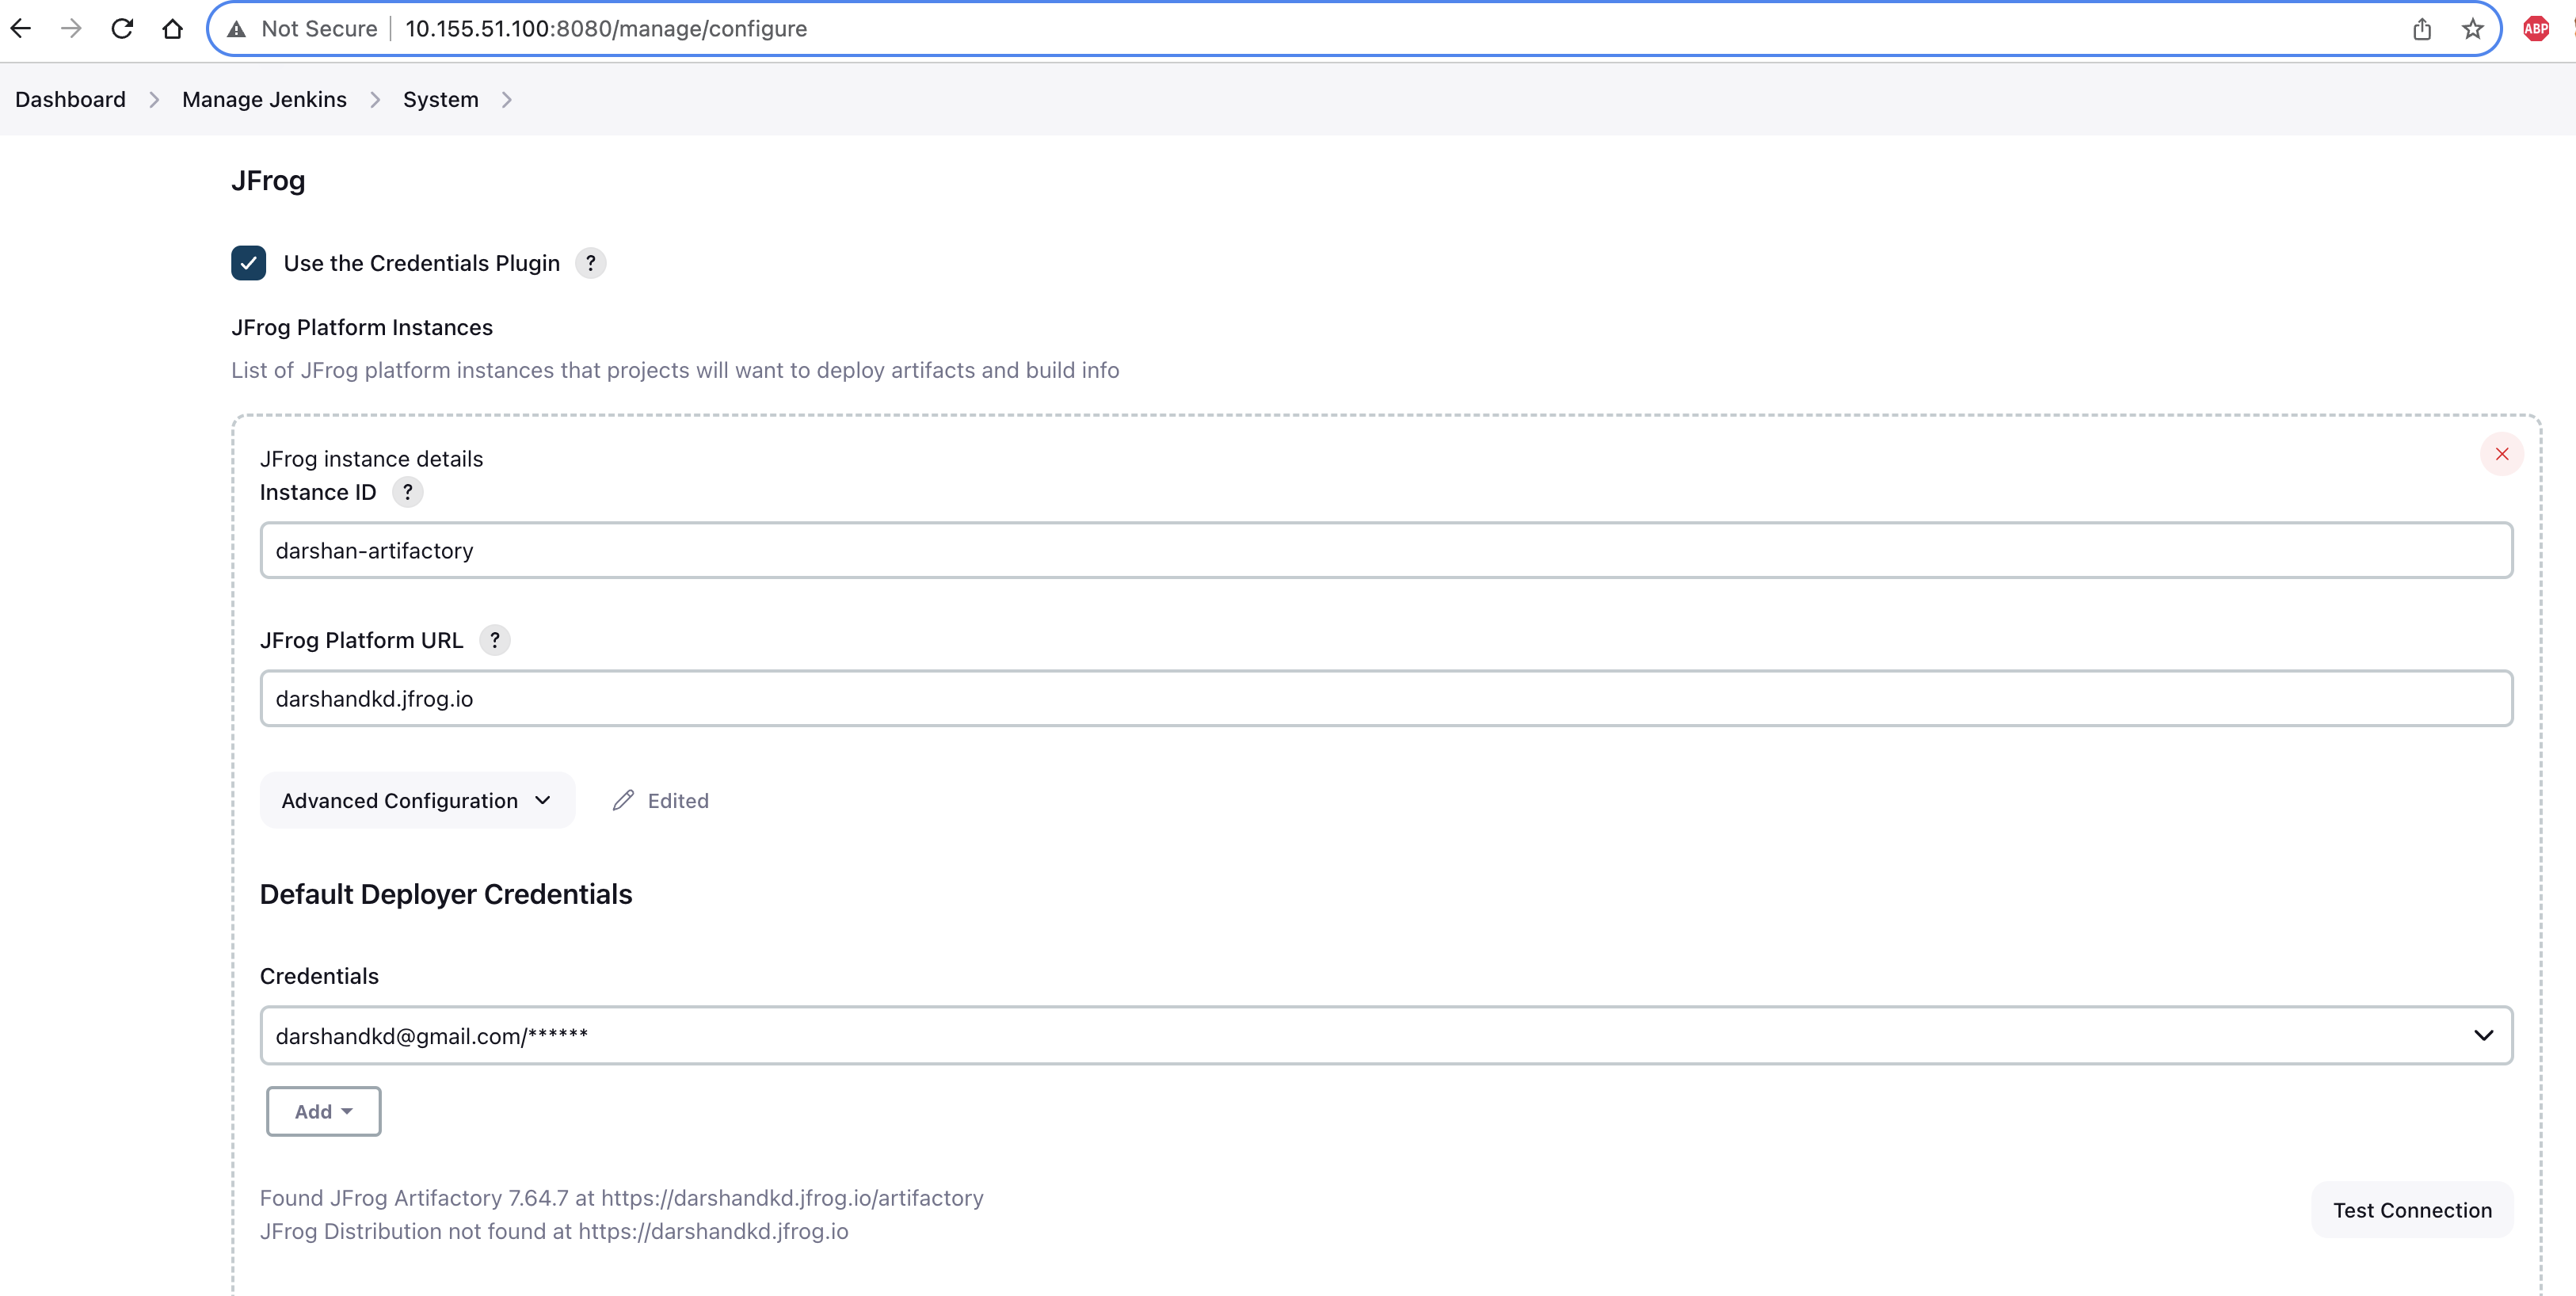 Not Secure 10.155.51.100:8080/manage/configure
ABP
Dashboard Manage Jenkins System
JFrog
Use the Credentials Plugin ?
JFrog Platform Instances
List of JFrog platform instances that projects will want to deploy artifacts and build info
JFrog instance details
Instance ID ?
darshan-artifactory
JFrog Platform URL ?
darshandkd.jfrog.io
Advanced Configuration Edited
Default Deployer Credentials
Credentials
darshandkd@gmail.com/******
Add
Found JFrog Artifactory 7.64.7 at https://darshandkd.jfrog.io/artifactory
JFrog Distribution not found at https://darshandkd.jfrog.io
Test Connection